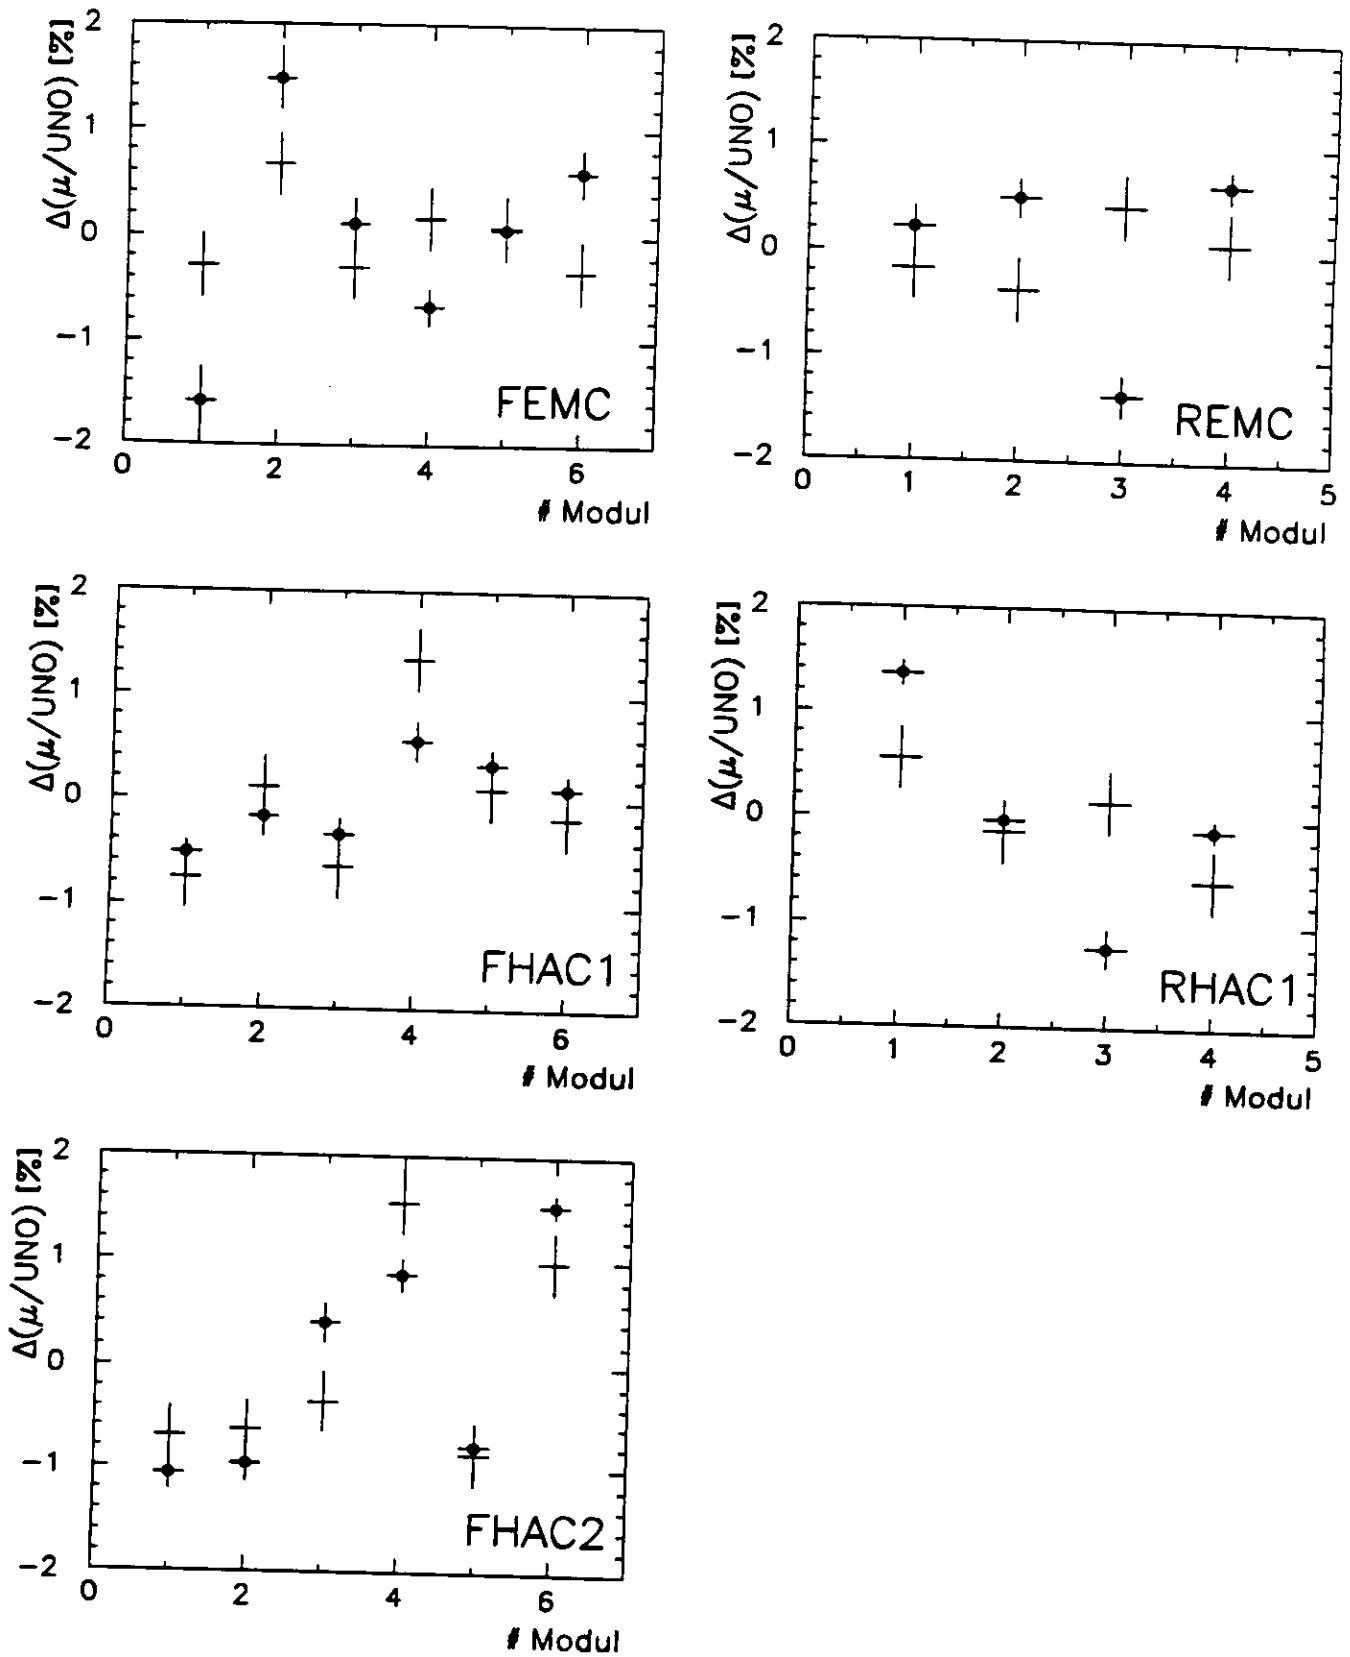 Δ(μ/UNO) [%]
2
1
0
−1
−2
FEMC
0 2 4 6
# Modul
Δ(μ/UNO) [%]
2
1
0
−1
−2
REMC
0 1 2 3 4 5
# Modul
Δ(μ/UNO) [%]
2
1
0
−1
−2
FHAC1
0 2 4 6
# Modul
Δ(μ/UNO) [%]
2
1
0
−1
−2
RHAC1
0 1 2 3 4 5
# Modul
Δ(μ/UNO) [%]
2
1
0
−1
−2
FHAC2
0 2 4 6
# Modul